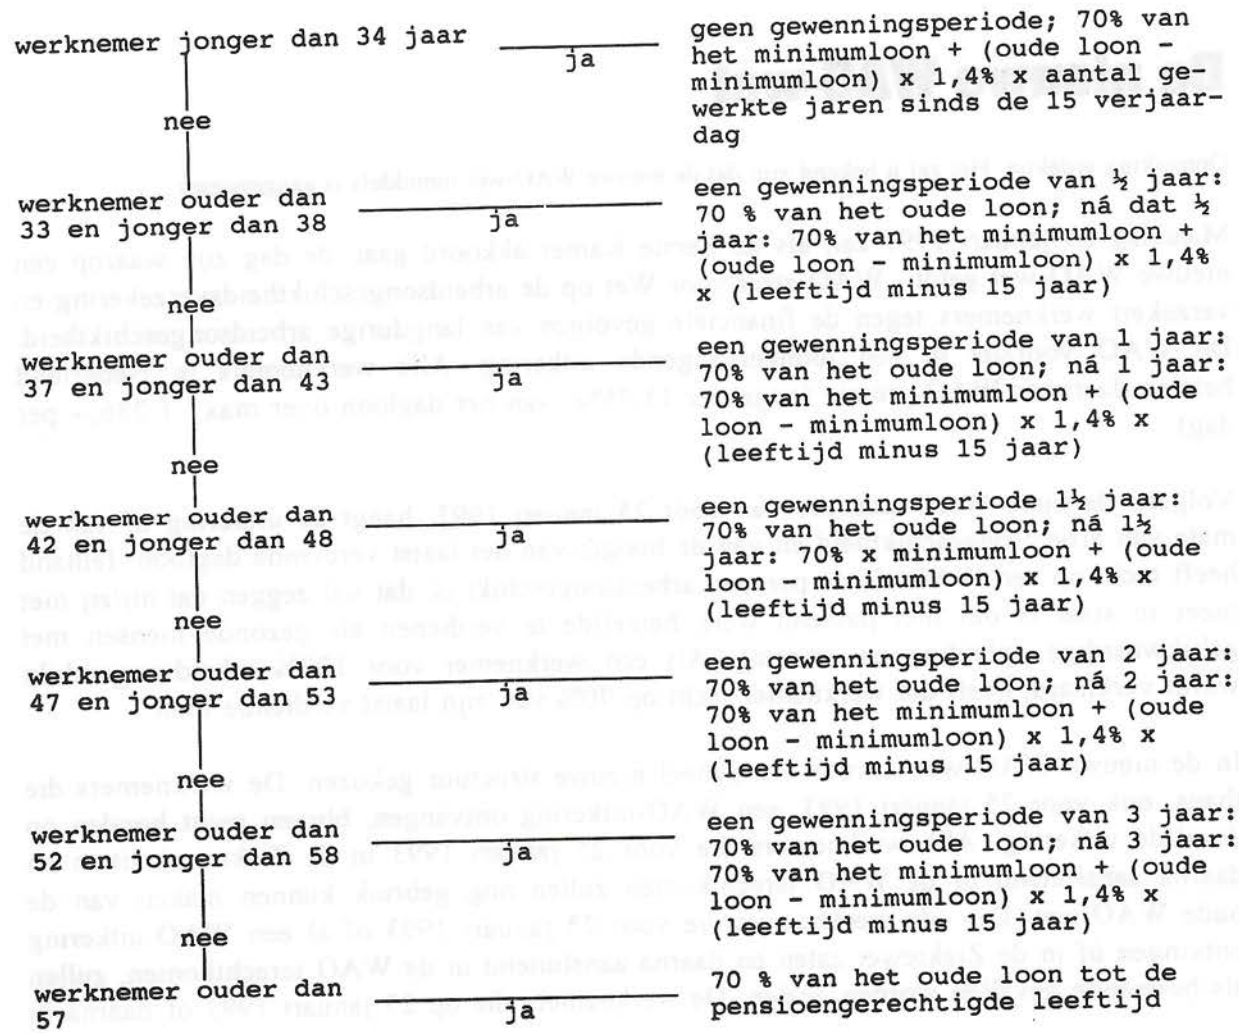 werknemer jonger dan 34 jaar
ja
geen gewenningsperiode; 70% van
het minimumloon + (oude loon -
minimumloon) x 1,4% x aantal ge-
werkte jaren sinds de 15 verjaar-
dag
nee
werknemer ouder dan
33 en jonger dan 38
ja
een gewenningsperiode van ½ jaar:
70 % van het oude loon; ná dat ½
jaar: 70% van het minimumloon +
(oude loon - minimumloon) x 1,4%
x (leeftijd minus 15 jaar)
nee
werknemer ouder dan
37 en jonger dan 43
ja
een gewenningsperiode van 1 jaar:
70% van het oude loon; ná 1 jaar:
70% van het minimumloon + (oude
loon - minimumloon) x 1,4% x
(leeftijd minus 15 jaar)
nee
werknemer ouder dan
42 en jonger dan 48
ja
een gewenningsperiode 1½ jaar:
70% van het oude loon; ná 1½
jaar: 70% x minimumloon + (oude
loon - minimumloon) x 1,4% x
(leeftijd minus 15 jaar)
nee
werknemer ouder dan
47 en jonger dan 53
ja
een gewenningsperiode van 2 jaar:
70% van het oude loon; ná 2 jaar:
70% van het minimumloon + (oude
loon - minimumloon) x 1,4% x
(leeftijd minus 15 jaar)
nee
werknemer ouder dan
52 en jonger dan 58
ja
een gewenningsperiode van 3 jaar:
70% van het oude loon; ná 3 jaar:
70% van het minimumloon + (oude
loon - minimumloon) x 1,4% x
(leeftijd minus 15 jaar)
nee
werknemer ouder dan
57
ja
70 % van het oude loon tot de
pensioengerechtigde leeftijd